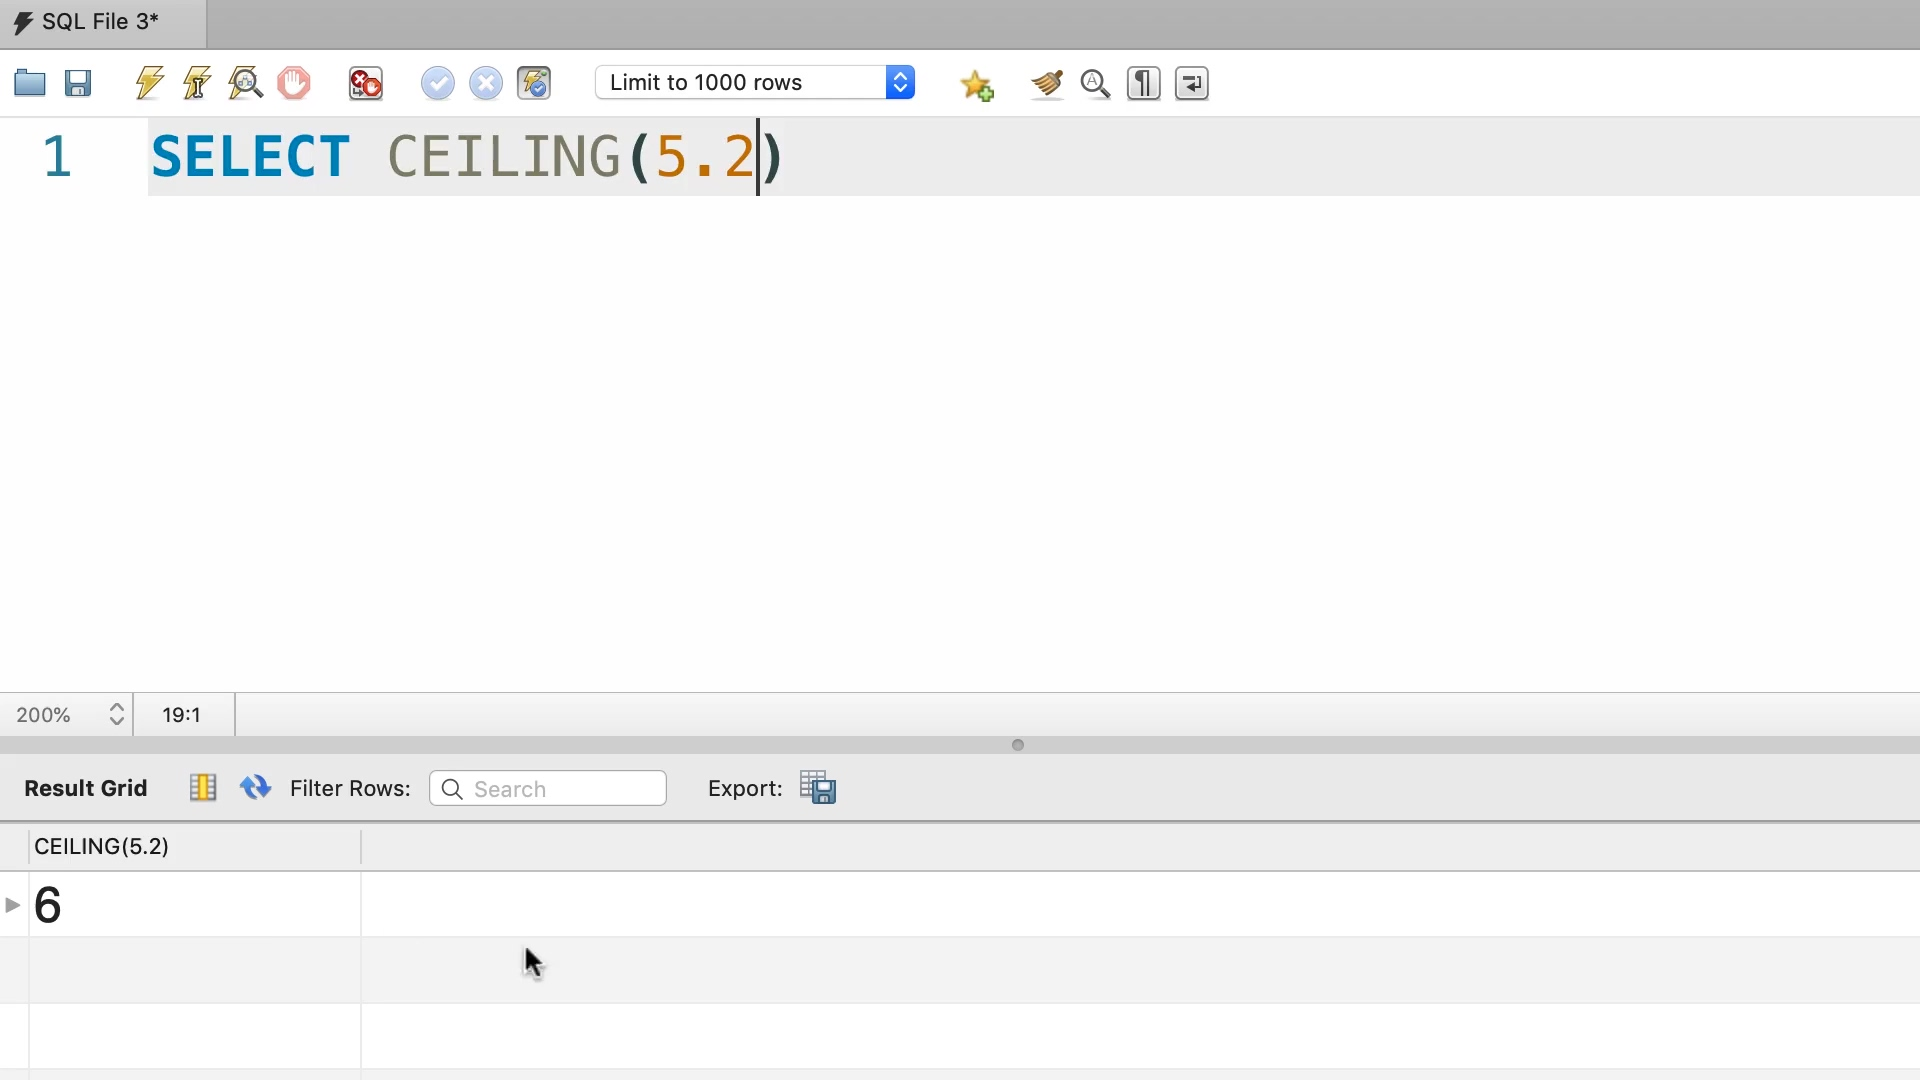 SQL File 3*
Limit to 1000 rows
1 SELECT CEILING(5.2)
200% 19:1
Result Grid Filter Rows: Search Export:
CEILING(5.2)
6